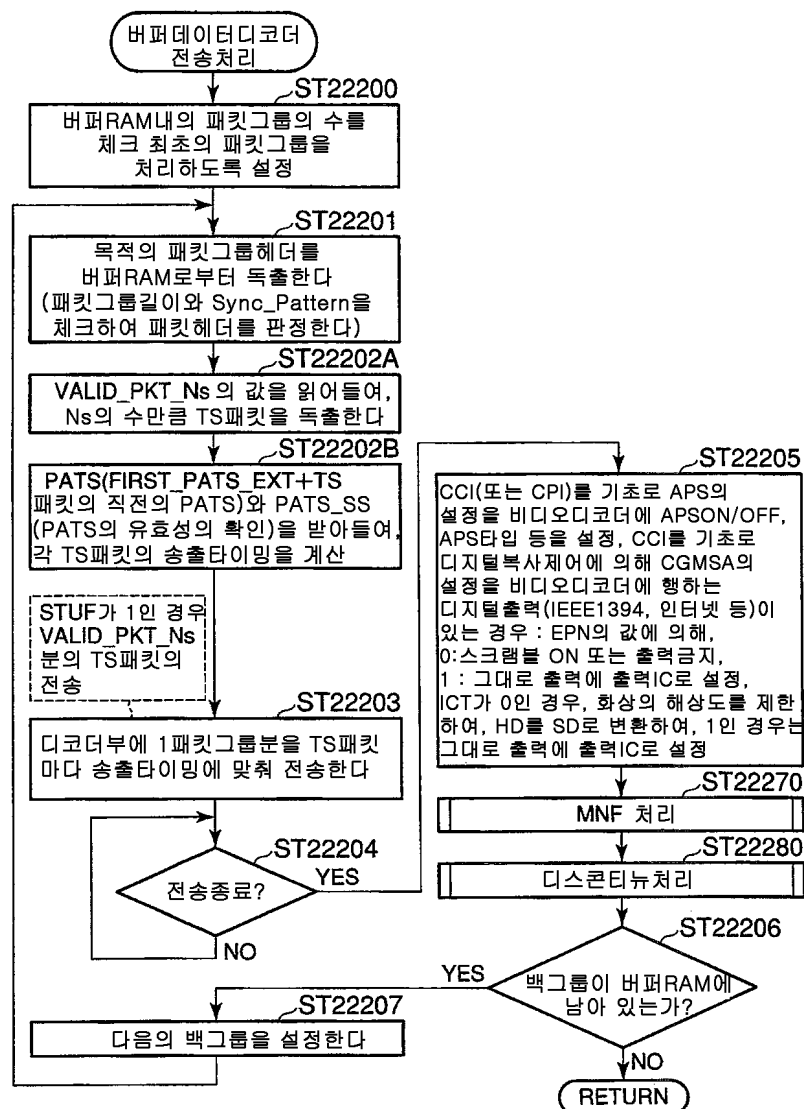 버퍼데이터디코더
전송처리
ST22200
버퍼RAM내의 패킷그룹의 수를
체크 최초의 패킷그룹을
처리하도록 설정
ST22201
목적의 패킷그룹헤더를
버퍼RAM로부터 독출한다
(패킷그룹길이와 Sync_Pattern을
체크하여 패킷헤더를 판정한다)
ST22202A
VALID_PKT_Ns의 값을 읽어들여,
Ns의 수만큼 TS패킷을 독출한다
ST22202B
PATS(FIRST_PATS_EXT+TS
패킷의 직전의 PATS)와 PATS_SS
(PATS의 유효성의 확인)을 받아들여,
각 TS패킷의 송출타이밍을 계산
STUF가 1인 경우
VALID_PKT_Ns
분의 TS패킷의
전송
ST22203
디코더부에 1패킷그룹분을 TS패킷
마다 송출타이밍에 맞춰 전송한다
ST22204
전송종료?
YES
NO
ST22205
CCI(또는 CPI)를 기초로 APS의
설정을 비디오디코더에 APSON/OFF,
APS타입 등을 설정, CCI를 기초로
디지털복사제어에 의해 CGMSA의
설정을 비디오디코더에 행하는
디지털출력(IEEE1394, 인터넷 등)이
있는 경우 : EPN의 값에 의해,
0:스크램블 ON 또는 출력금지,
1 : 그대로 출력에 출력IC로 설정,
ICT가 0인 경우, 화상의 해상도를 제한
하여, HD를 SD로 변환하여, 1인 경우는
그대로 출력에 출력IC로 설정
ST22270
MNF 처리
ST22280
디스콘티뉴처리
ST22206
백그룹이 버퍼RAM에
남아 있는가?
YES
NO
ST22207
다음의 백그룹을 설정한다
RETURN